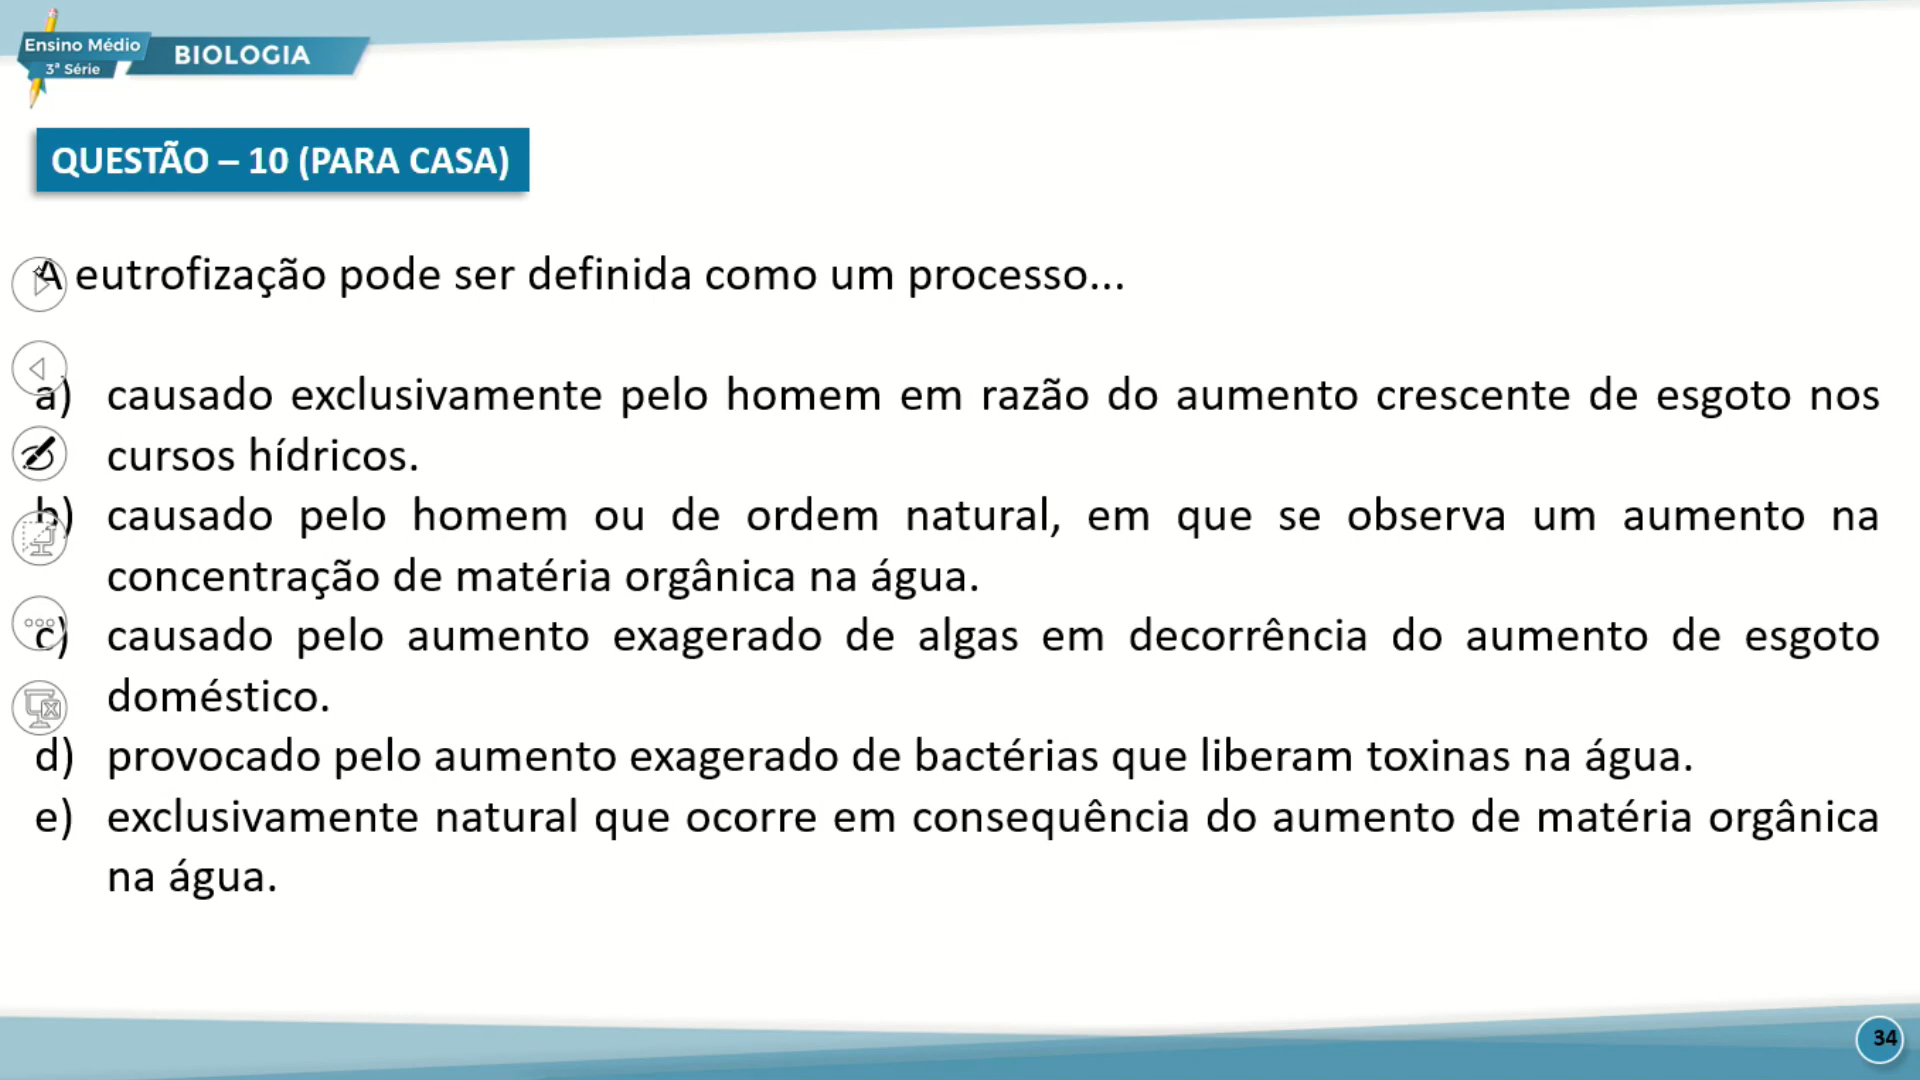 Ensino Médio
3ª Série
BIOLOGIA
QUESTÃO – 10 (PARA CASA)
A eutrofização pode ser definida como um processo...
a) causado exclusivamente pelo homem em razão do aumento crescente de esgoto nos
cursos hídricos.
b) causado pelo homem ou de ordem natural, em que se observa um aumento na
concentração de matéria orgânica na água.
c) causado pelo aumento exagerado de algas em decorrência do aumento de esgoto
doméstico.
d) provocado pelo aumento exagerado de bactérias que liberam toxinas na água.
e) exclusivamente natural que ocorre em consequência do aumento de matéria orgânica
na água.
34